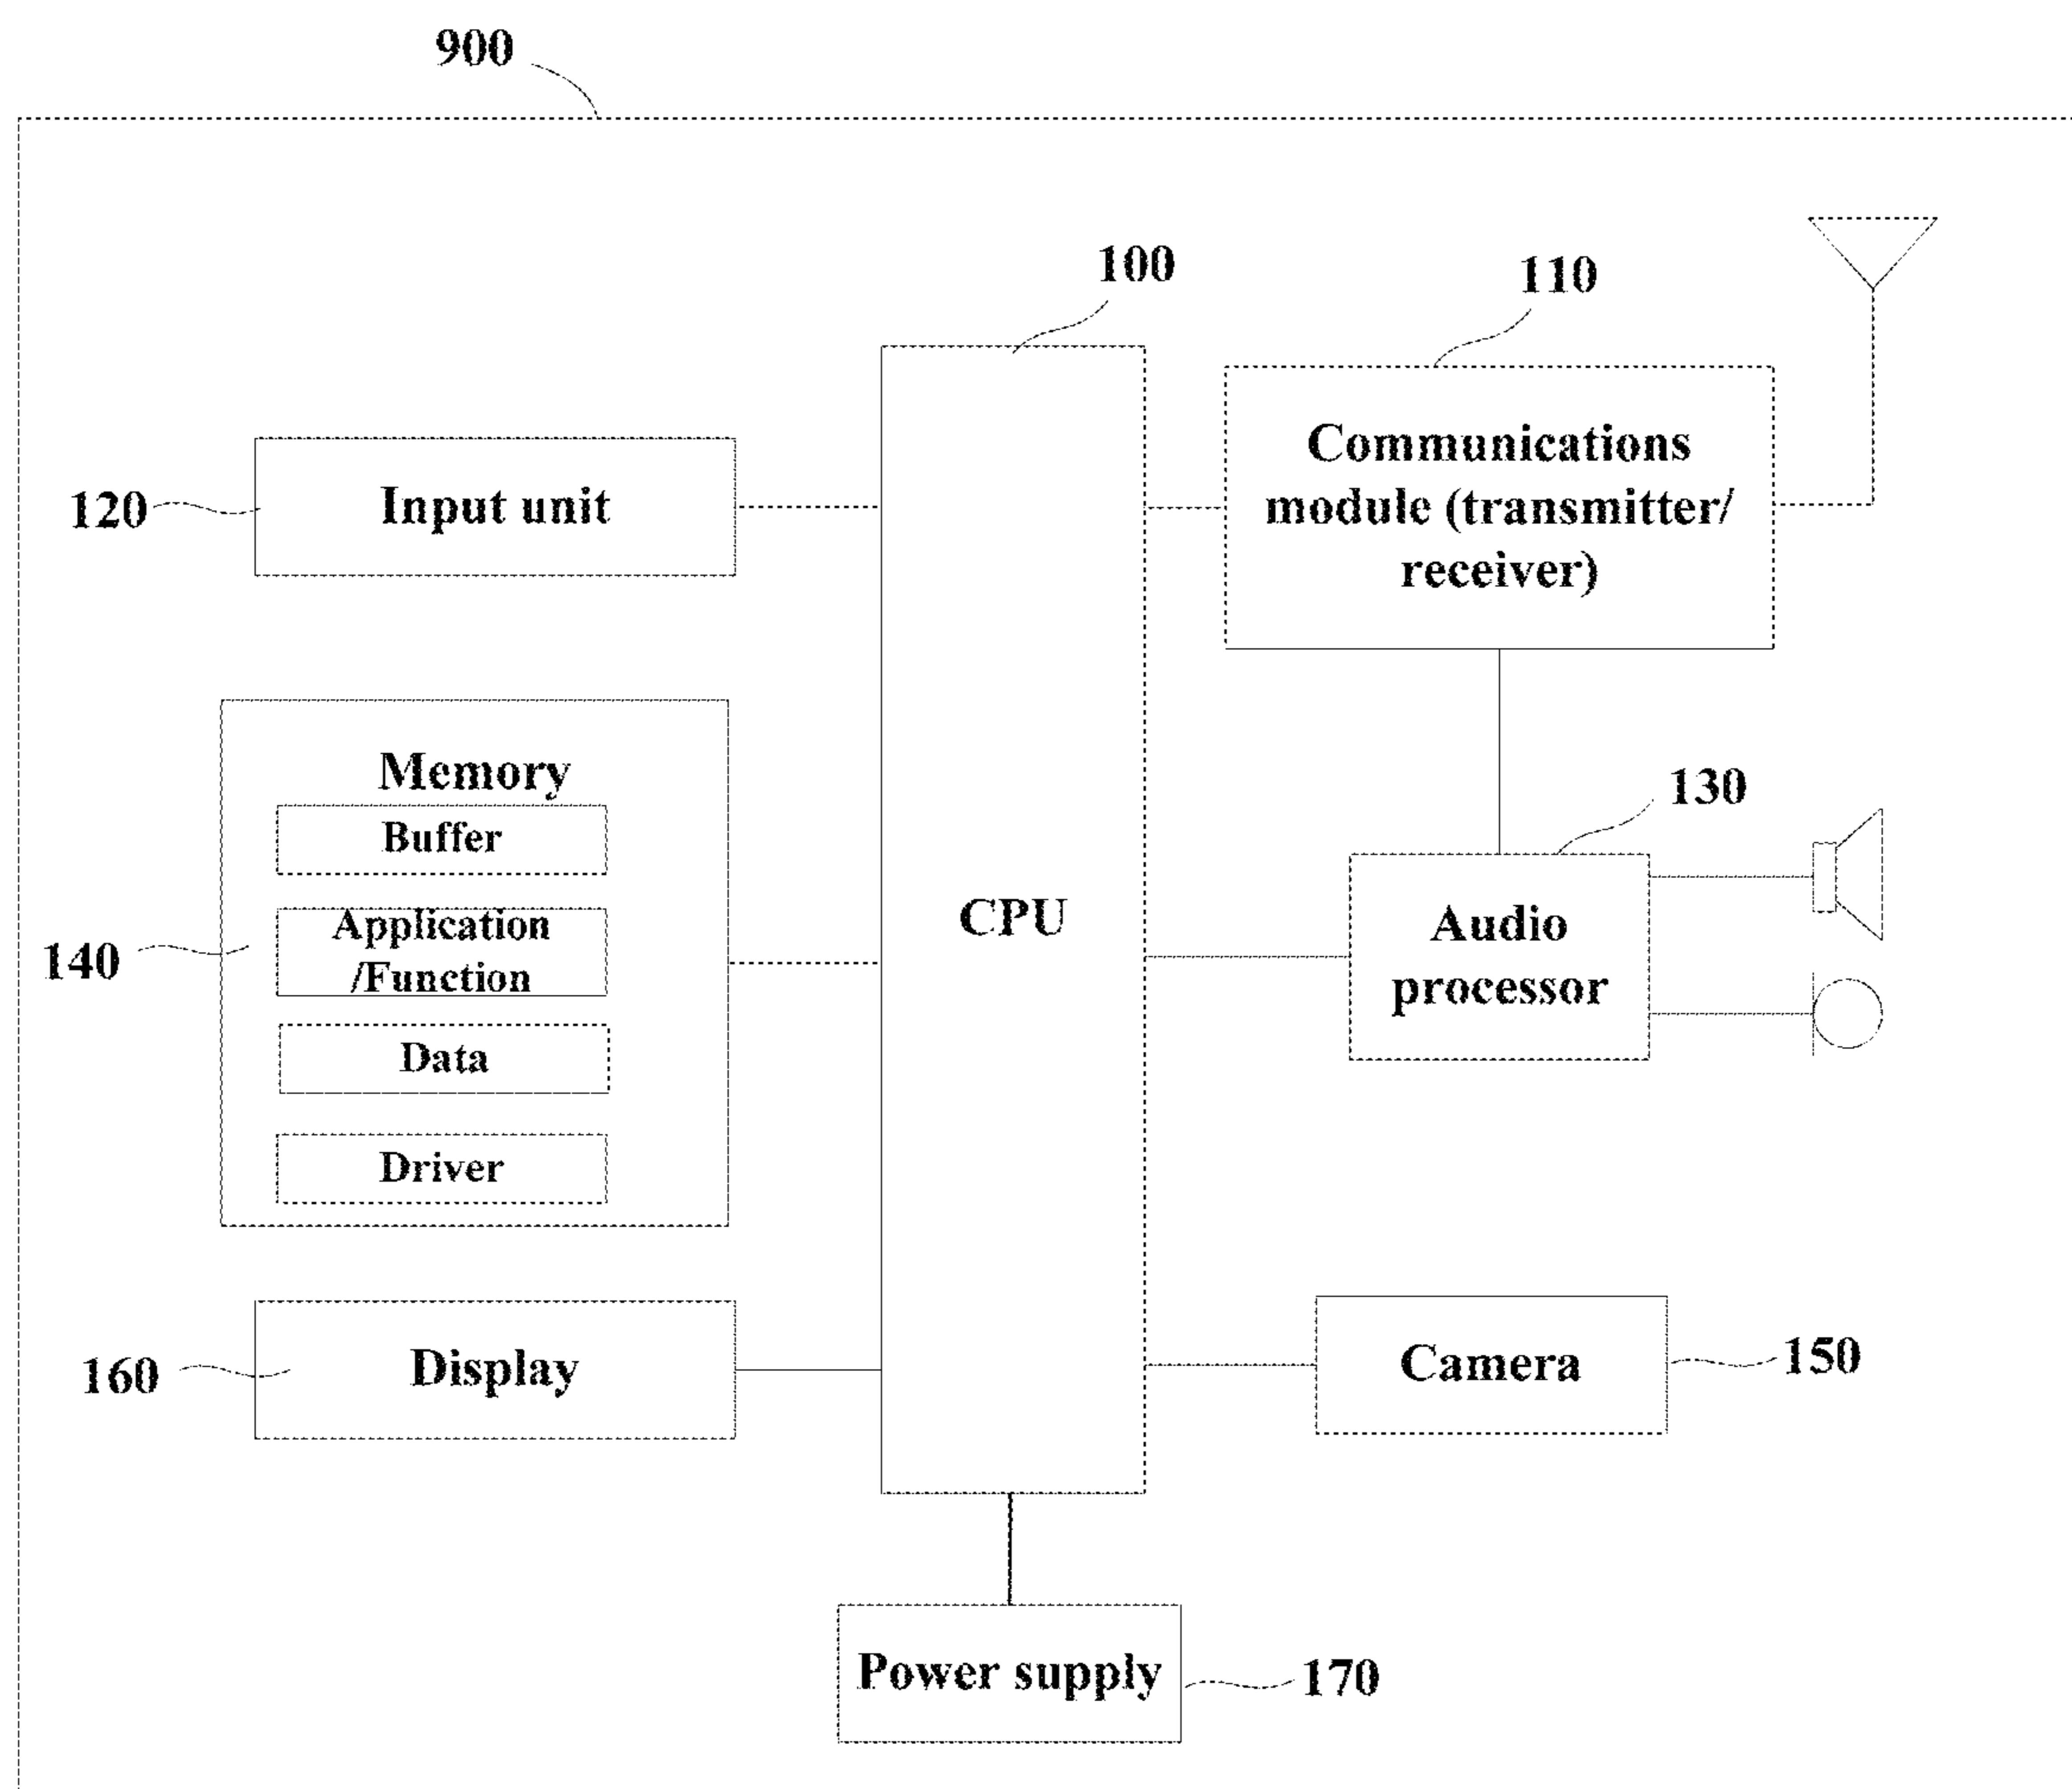 900
100
110
120
Input unit
Communications
module (transmitter/
receiver)
Memory
Buffer
Application
/Function
Data
Driver
140
CPU
130
Audio
processor
160
Display
Camera
150
Power supply
170